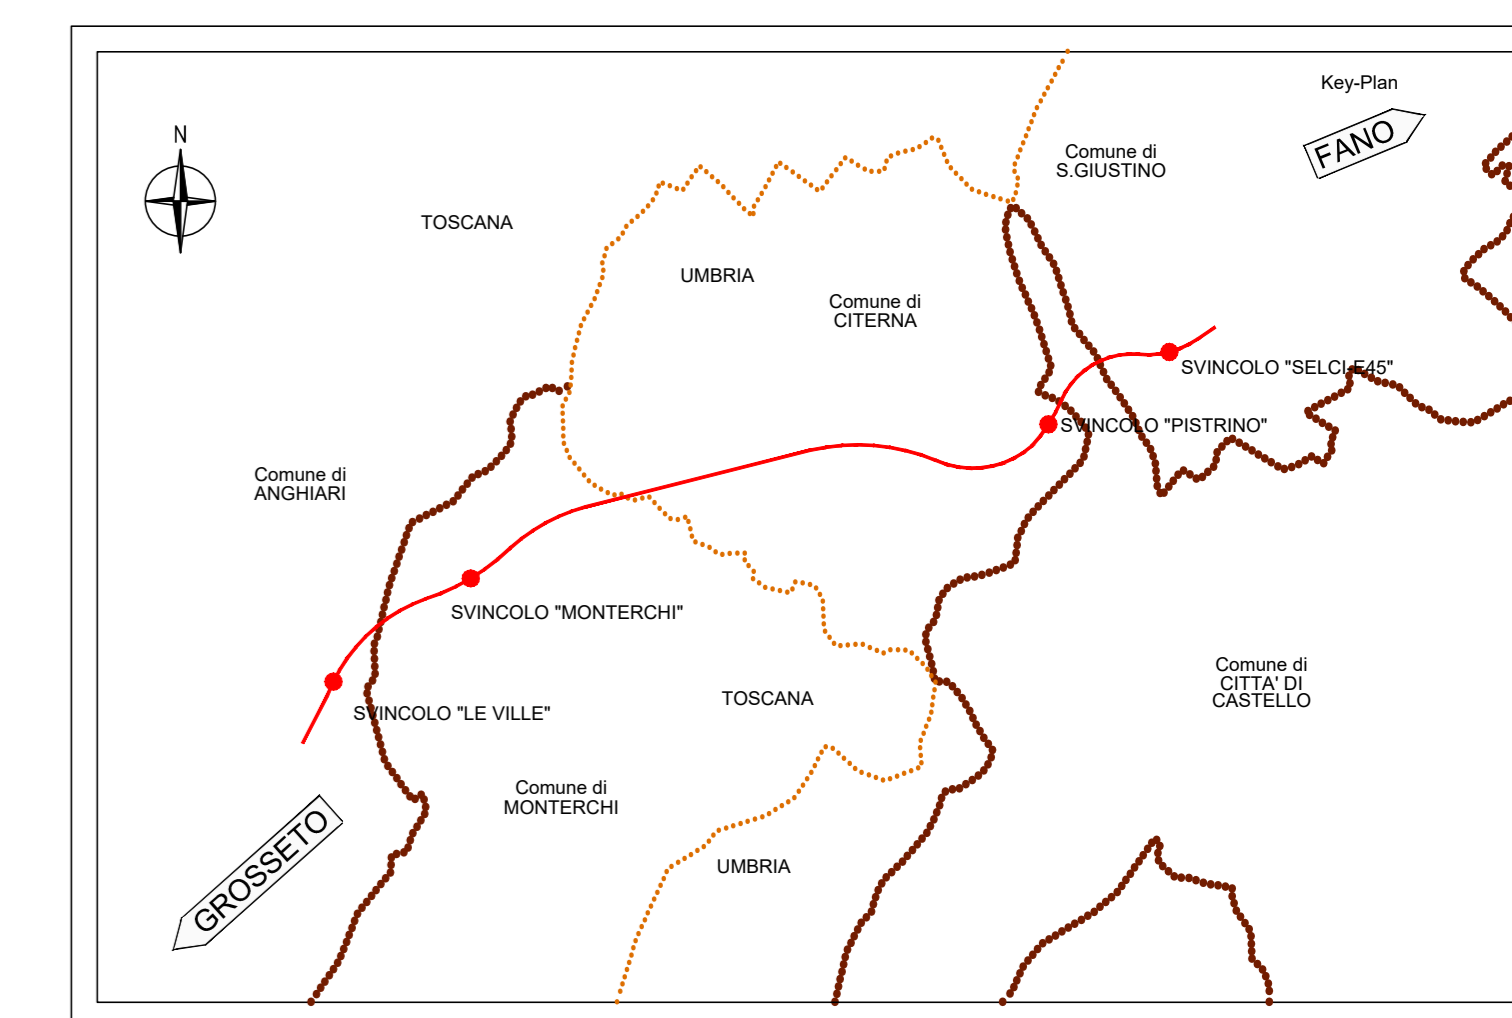 Key-Plan
FANO
N
Comune di
S.GIUSTINO
TOSCANA
UMBRIA
Comune di
CITERNA
SVINCOLO "SELCI-E45"
SVINCOLO "PISTRINO"
Comune di
ANGHIARI
SVINCOLO "MONTERCHI"
Comune di
CITTA' DI
CASTELLO
TOSCANA
SVINCOLO "LE VILLE"
Comune di
MONTERCHI
GROSSETO
UMBRIA